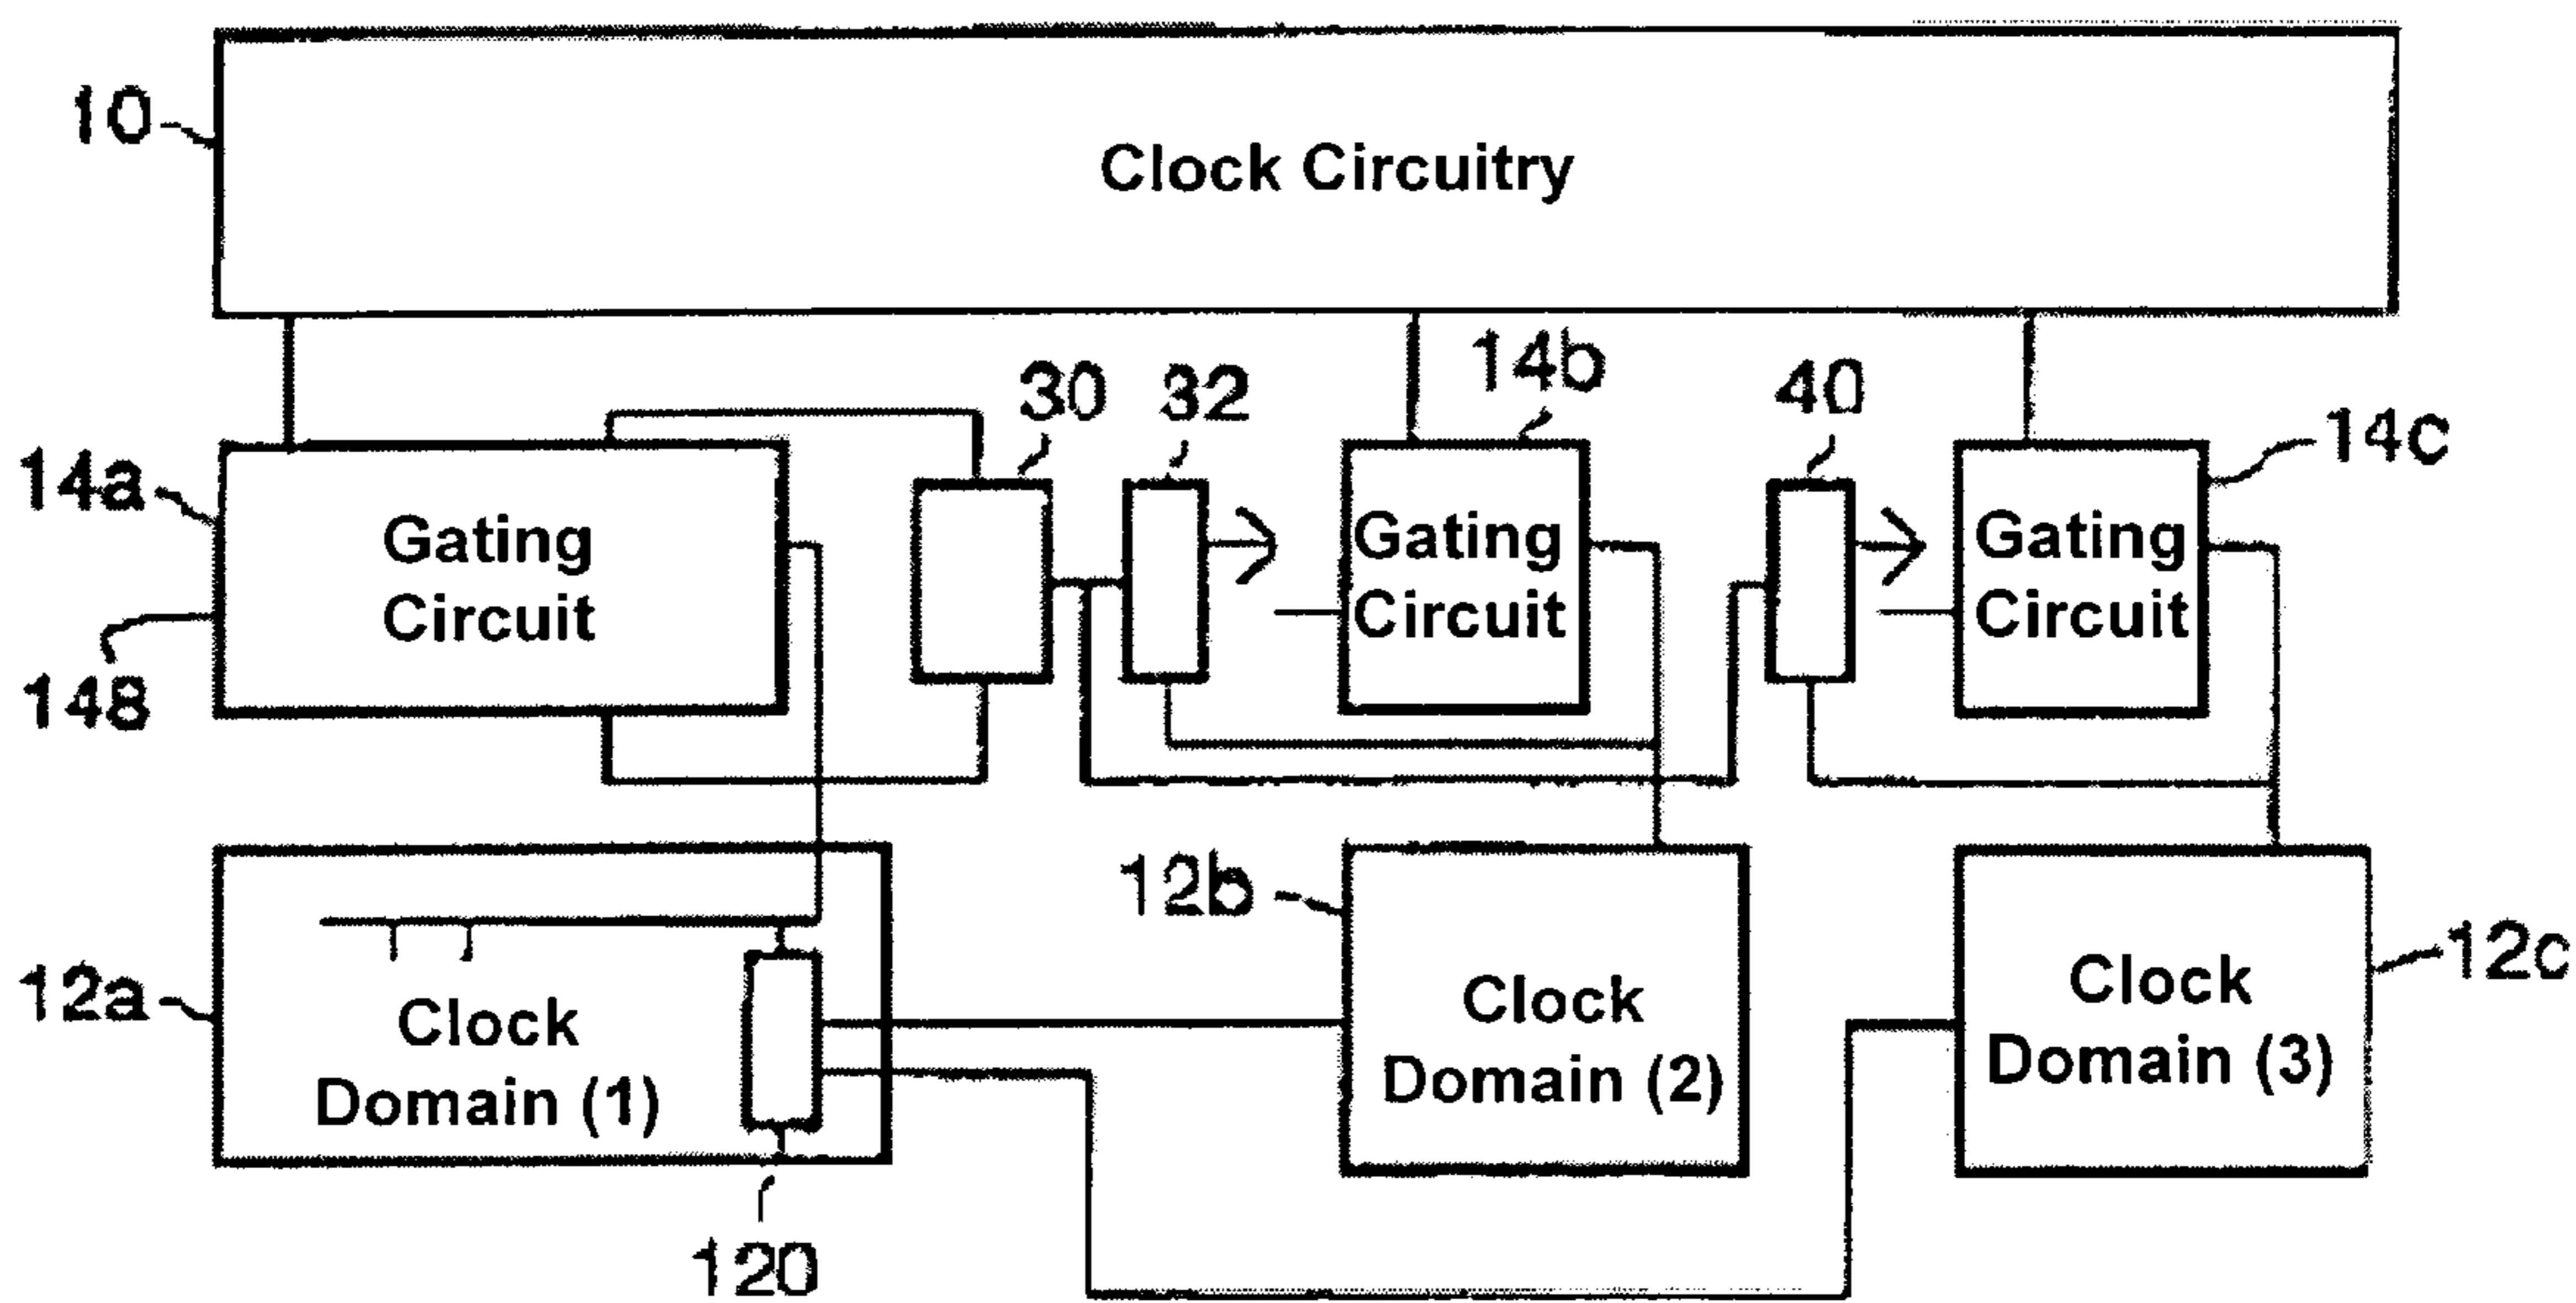 10
Clock Circuitry
30
32
14b
40
14c
14a
Gating
Circuit
Gating
Circuit
Gating
Circuit
148
12b
12a
Clock
Domain (1)
Clock
Domain (2)
Clock
Domain (3)
12c
120